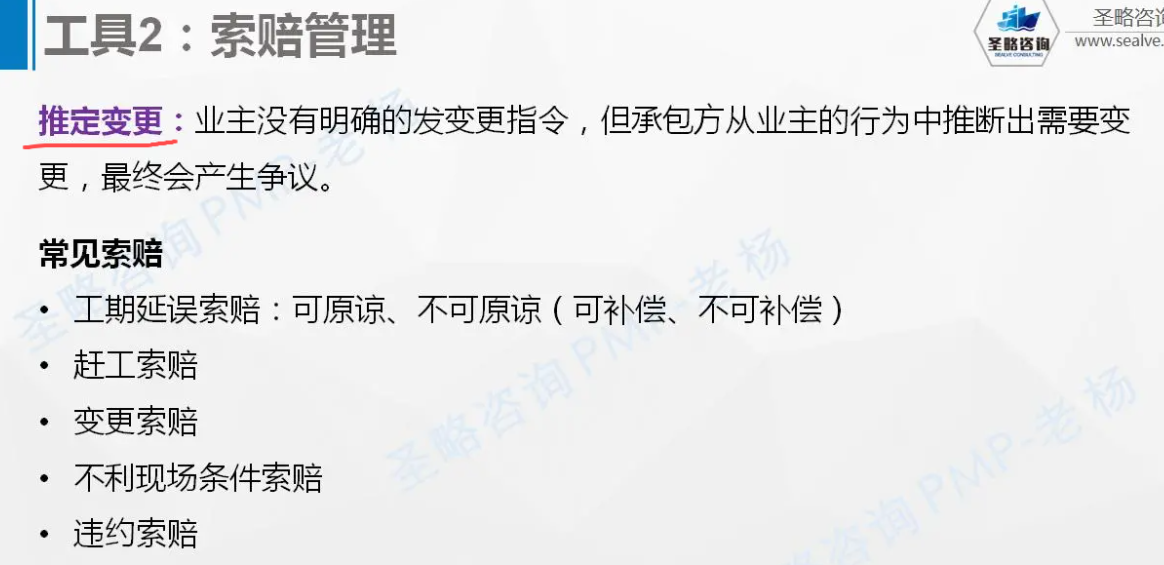 工具2：索赔管理
圣略咨询
SEALVE CONSULTING
圣略咨
www.sealve.
推定变更：业主没有明确的发变更指令，但承包方从业主的行为中推断出需要变
更，最终会产生争议。
常见索赔
• 工期延误索赔：可原谅、不可原谅（可补偿、不可补偿）
• 赶工索赔
• 变更索赔
• 不利现场条件索赔
• 违约索赔
圣略咨询PMP-老杨
圣略咨询PMP-老杨
咨询PMP-老杨